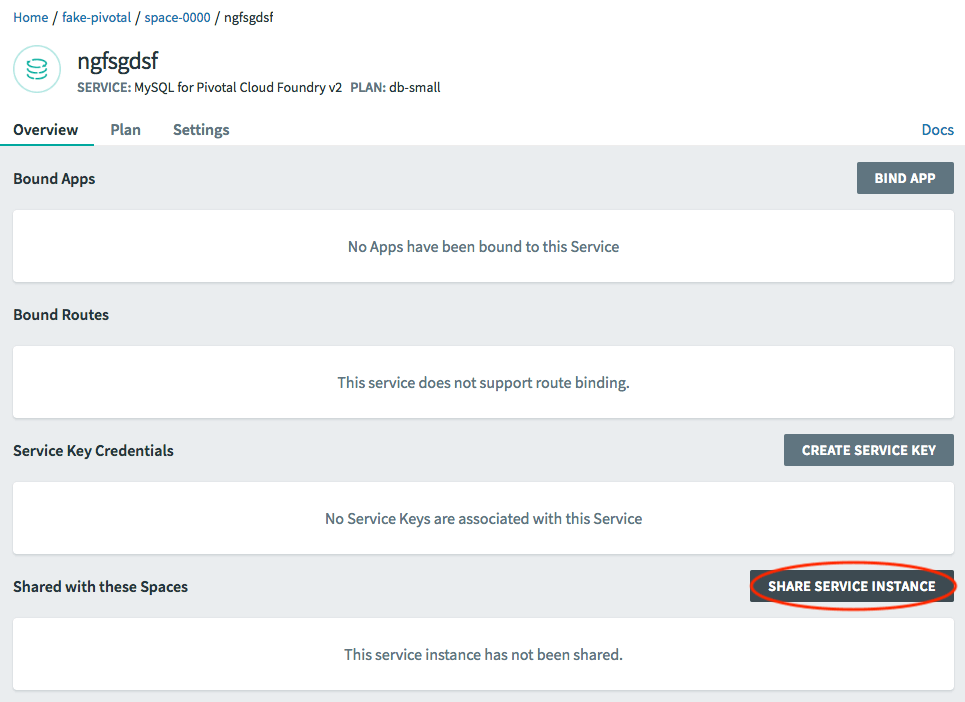 Home / fake-pivotal / space-0000 / ngfsgdsf
ngfsgdsf
SERVICE: MySQL for Pivotal Cloud Foundry v2 PLAN: db-small
Overview Plan Settings Docs
Bound Apps BIND APP
No Apps have been bound to this Service
Bound Routes
This service does not support route binding.
Service Key Credentials CREATE SERVICE KEY
No Service Keys are associated with this Service
Shared with these Spaces SHARE SERVICE INSTANCE
This service instance has not been shared.